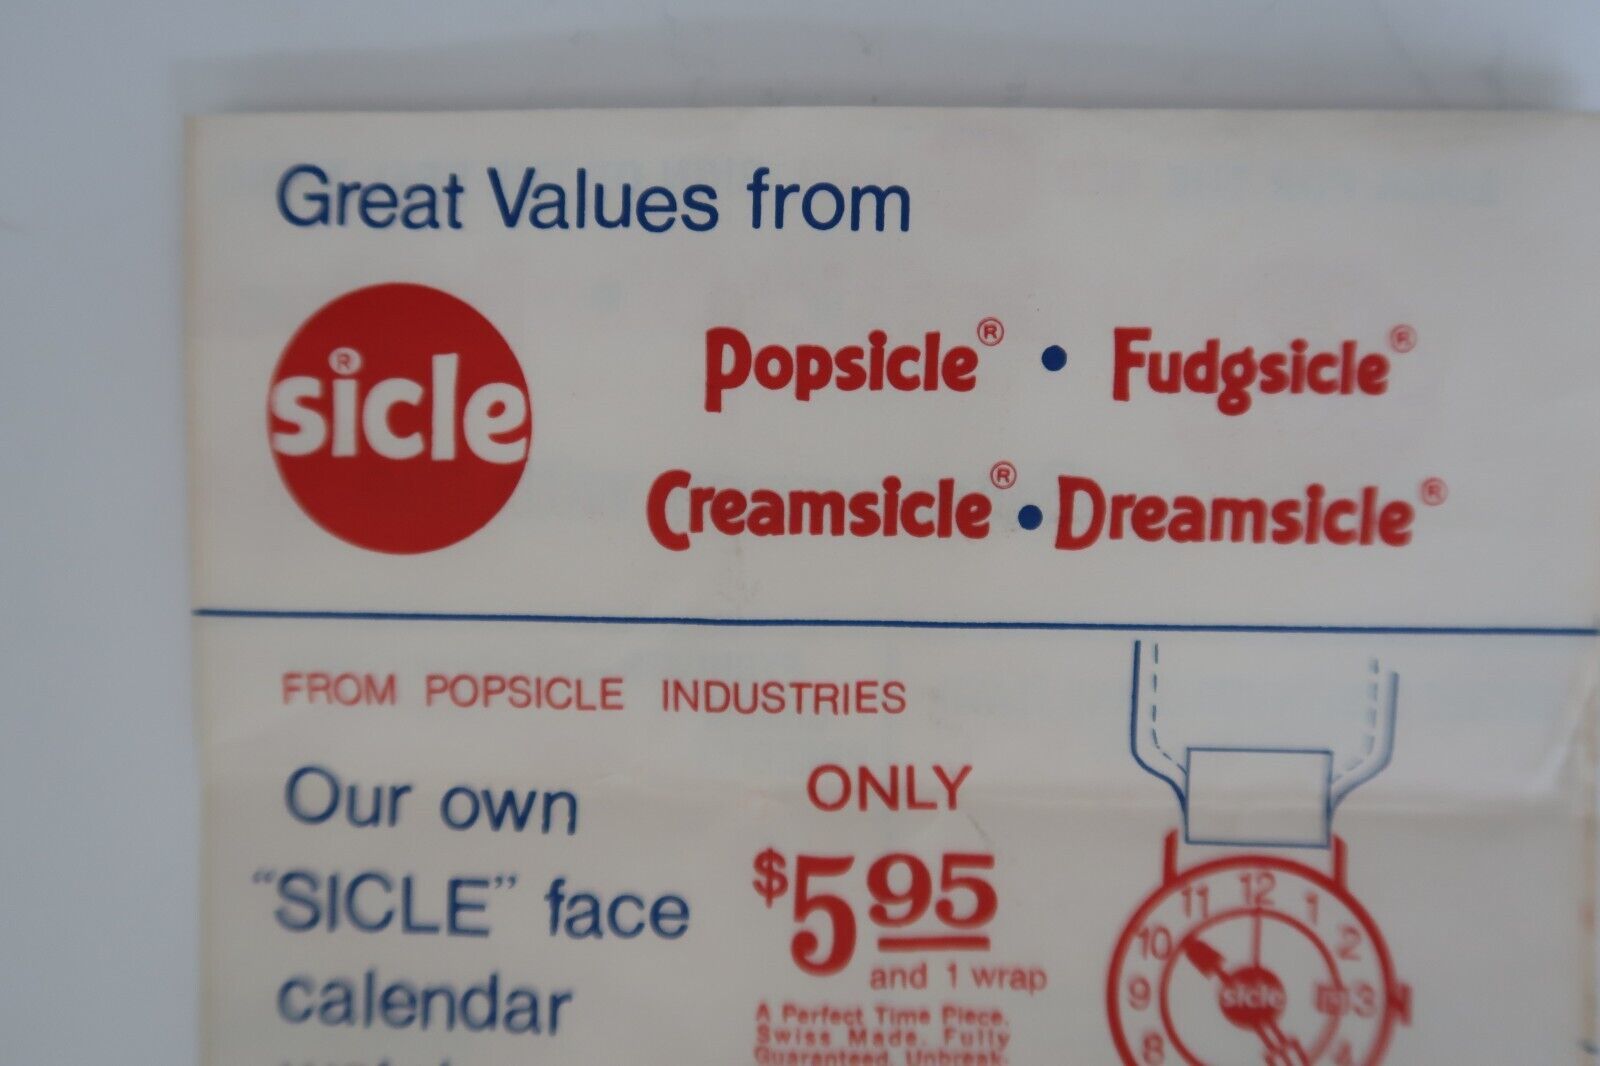 Great Values from
sicle®
Popsicle® • Fudgsicle®
Creamsicle® • Dreamsicle®
FROM POPSICLE INDUSTRIES
Our own
"SICLE" face
calendar
ONLY
$5.95
and 1 wrap
A Perfect Time Piece.
Swiss Made. Fully
Guaranteed. Unbreak-
11 12 1
10 2
9 sicle 3
8 4